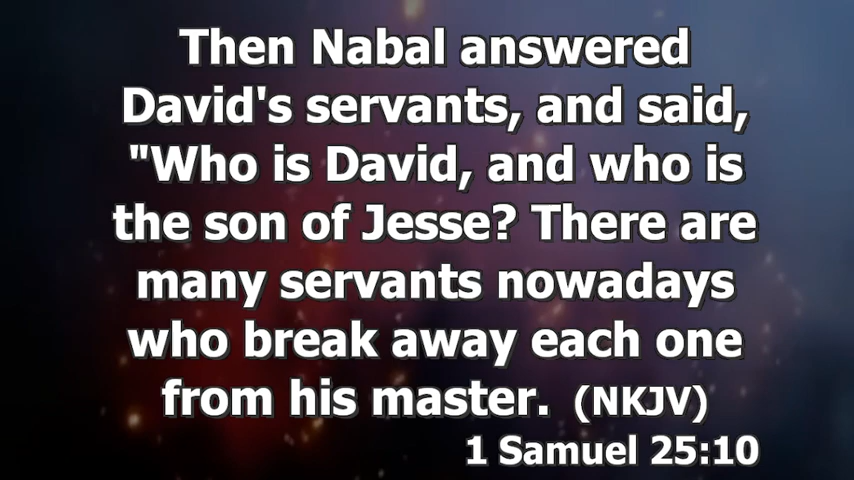 Then Nabal answered
David's servants, and said,
"Who is David, and who is
the son of Jesse? There are
many servants nowadays
who break away each one
from his master. (NKJV)
1 Samuel 25:10